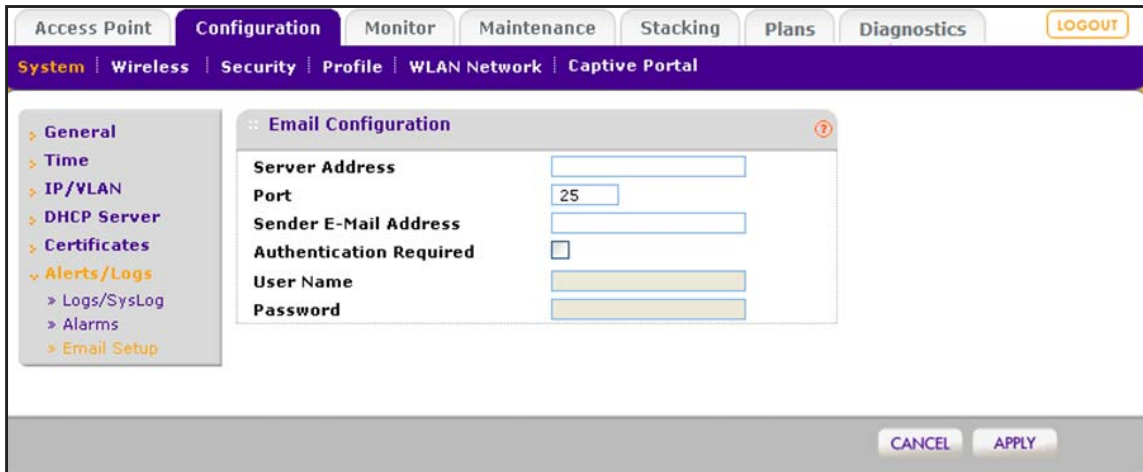 Access Point Configuration Monitor Maintenance Stacking Plans Diagnostics LOGOUT
System Wireless Security Profile WLAN Network Captive Portal
General
Time
IP/VLAN
DHCP Server
Certificates
Alerts/Logs
» Logs/SysLog
» Alarms
» Email Setup
:: Email Configuration ?
Server Address
Port 25
Sender E-Mail Address
Authentication Required
User Name
Password
CANCEL APPLY